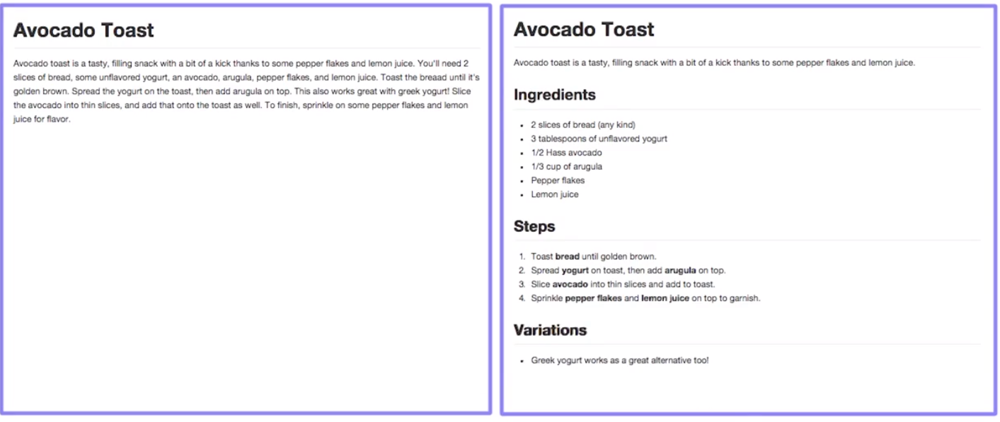 Avocado Toast
Avocado toast is a tasty, filling snack with a bit of a kick thanks to some pepper flakes and lemon juice. You'll need 2
slices of bread, some unflavored yogurt, an avocado, arugula, pepper flakes, and lemon juice. Toast the breaad until it's
golden brown. Spread the yogurt on the toast, then add arugula on top. This also works great with greek yogurt! Slice
the avocado into thin slices, and add that onto the toast as well. To finish, sprinkle on some pepper flakes and lemon
juice for flavor.
Avocado Toast
Avocado toast is a tasty, filling snack with a bit of a kick thanks to some pepper flakes and lemon juice.
Ingredients
• 2 slices of bread (any kind)
• 3 tablespoons of unflavored yogurt
• 1/2 Hass avocado
• 1/3 cup of arugula
• Pepper flakes
• Lemon juice
Steps
1. Toast bread until golden brown.
2. Spread yogurt on toast, then add arugula on top.
3. Slice avocado into thin slices and add to toast.
4. Sprinkle pepper flakes and lemon juice on top to garnish.
Variations
• Greek yogurt works as a great alternative too!